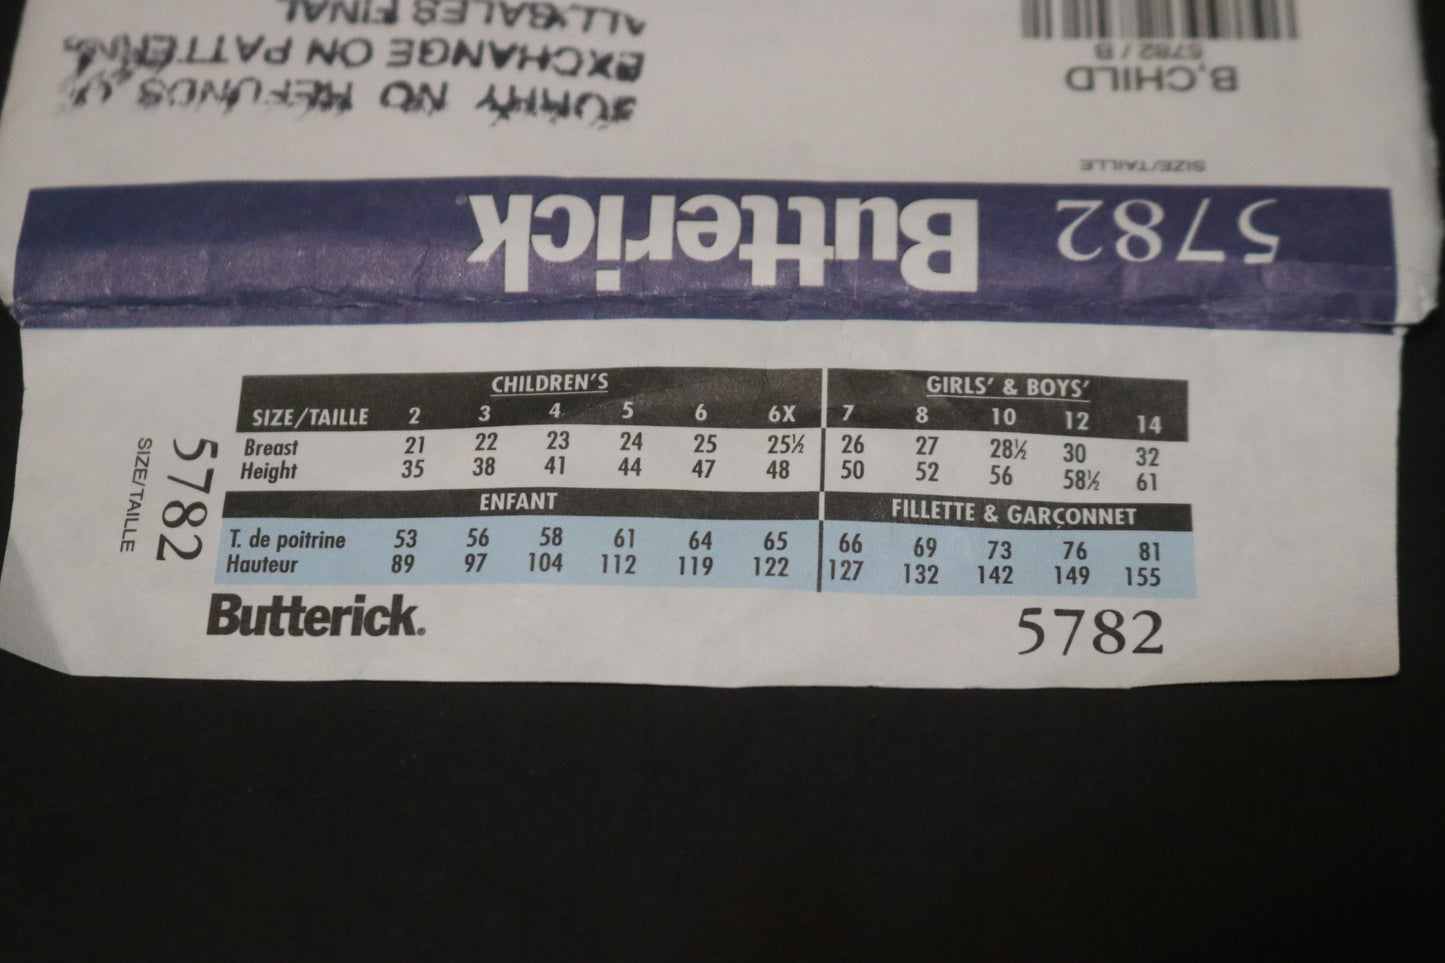 ALL SALES FINAL
EXCHANGE ON PATTERNS,
SORRY NO REFUNDS
5782 / B
B,CHILD
SIZE/TAILLE
5782 Butterick
CHILDREN'S GIRLS' & BOYS'
SIZE/TAILLE 2 3 4 5 6 6X 7 8 10 12 14
Breast 21 22 23 24 25 25½ 26 27 28½ 30 32
Height 35 38 41 44 47 48 50 52 56 58½ 61
ENFANT FILLETTE & GARÇONNET
T. de poitrine 53 56 58 61 64 65 66 69 73 76 81
Hauteur 89 97 104 112 119 122 127 132 142 149 155
Butterick. 5782
5782
SIZE/TAILLE